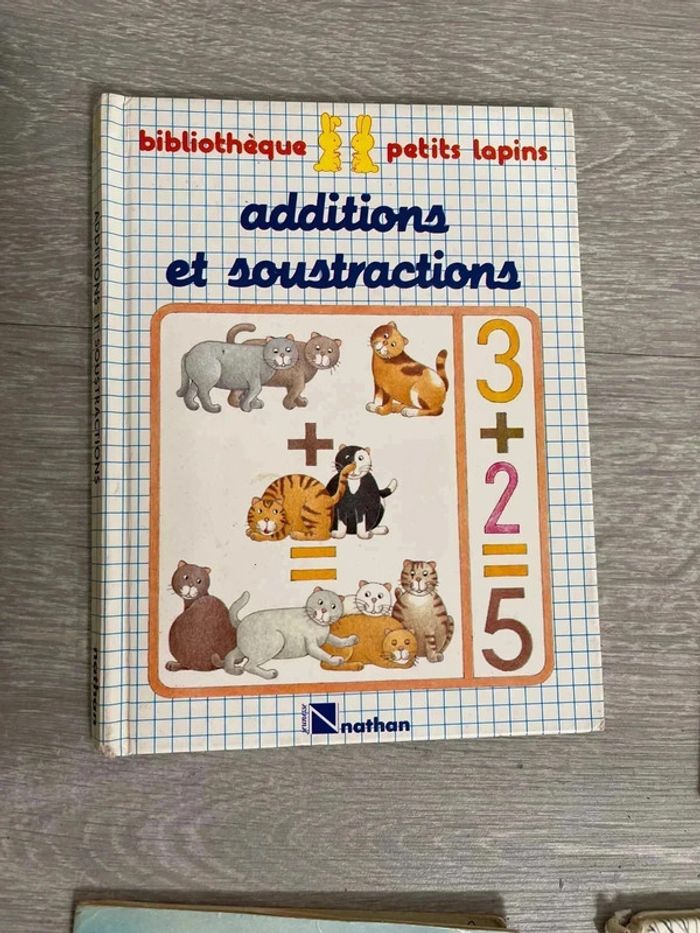 bibliothèque petits lapins
additions
et soustractions
3
+
2
=
5
+
=
nathan
ADDITIONS ET SOUSTRACTIONS
nathan